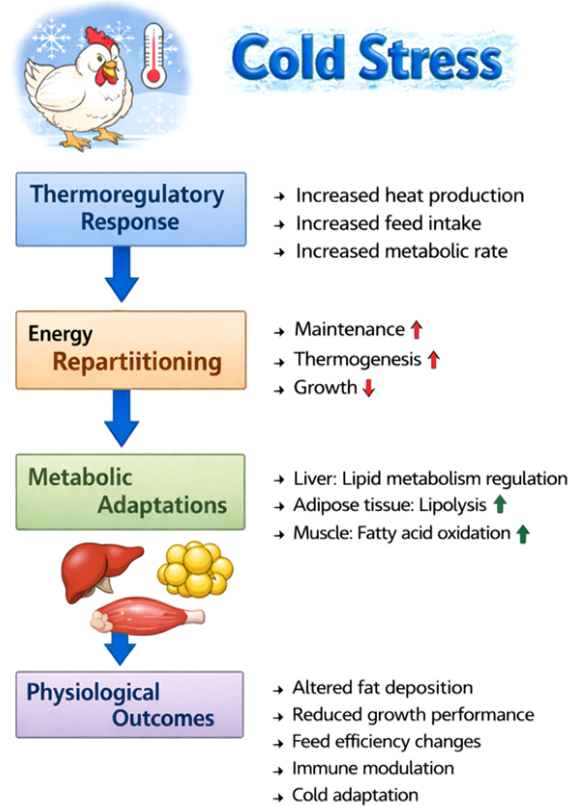 Cold Stress
Thermoregulatory
Response
→ Increased heat production
→ Increased feed intake
→ Increased metabolic rate
Energy
Repartiitioning
→ Maintenance ↑
→ Thermogenesis ↑
→ Growth ↓
Metabolic
Adaptations
→ Liver: Lipid metabolism regulation
→ Adipose tissue: Lipolysis ↑
→ Muscle: Fatty acid oxidation ↑
Physiological
Outcomes
→ Altered fat deposition
→ Reduced growth performance
→ Feed efficiency changes
→ Immune modulation
→ Cold adaptation